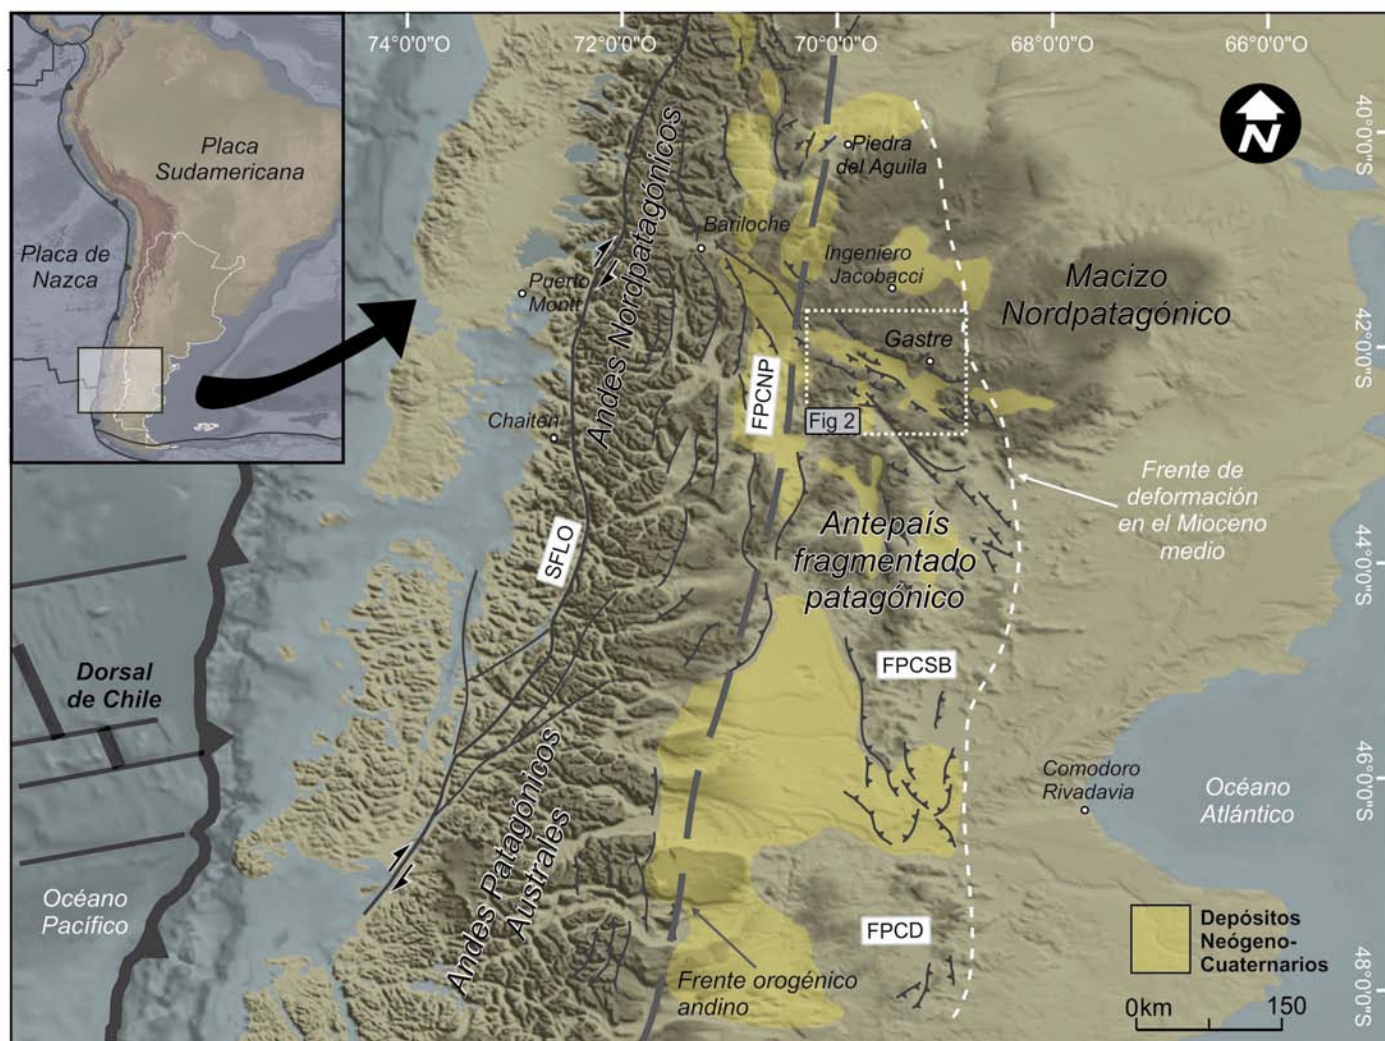 74°0'0"O
72°0'0"O
70°0'0"O
68°0'0"O
66°0'0"O
Placa
Sudamericana
Placa de
Nazca
N
40°0'0"S
42°0'0"S
44°0'0"S
46°0'0"S
48°0'0"S
Piedra
del Aguila
Bariloche
Ingeniero
Jacobacci
Puerto
Montt
Andes Nordpatagónicos
Macizo
Nordpatagónico
Gastre
FPCNP
Fig 2
Chaitén
SFLO
Frente de
deformación
en el Mioceno
medio
Antepaís
fragmentado
patagónico
FPCSB
Dorsal
de Chile
Comodoro
Rivadavia
Océano
Atlántico
Océano
Pacífico
Andes Patagónicos
Australes
FPCD
Frente orogénico
andino
Depósitos
Neógeno-
Cuaternarios
0km 150